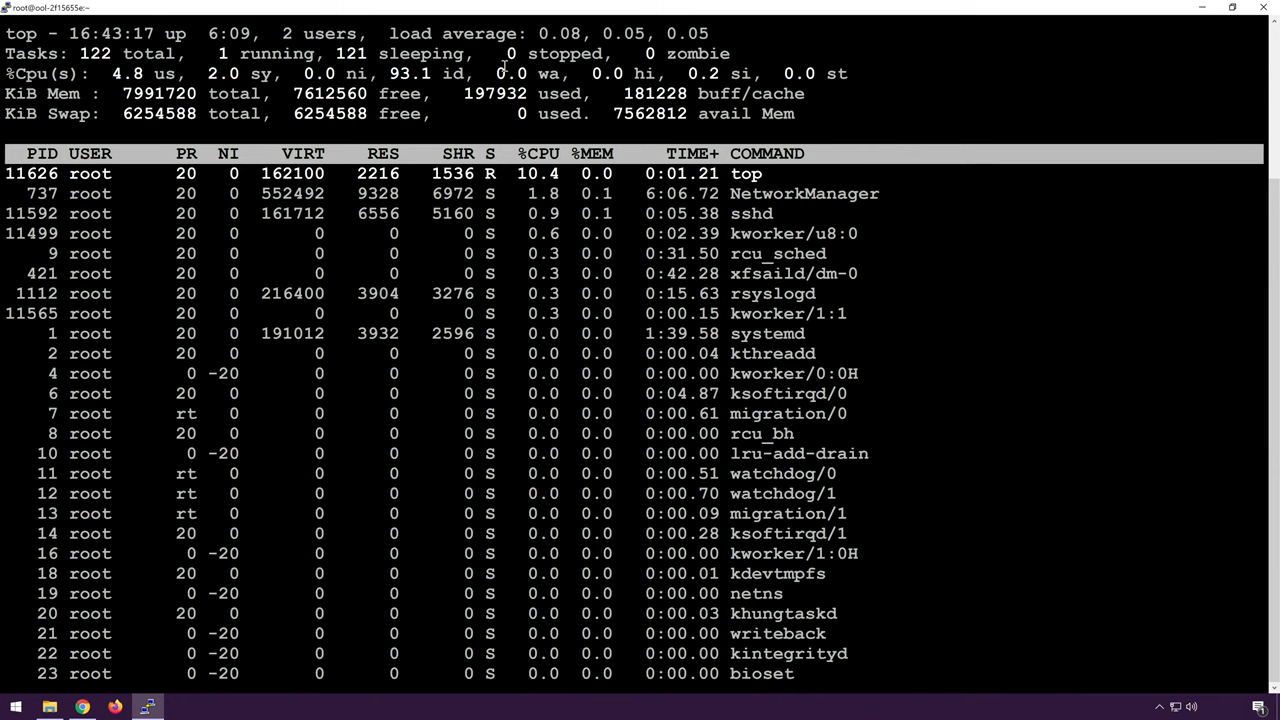 root@ool-2f15655e:~
top - 16:43:17 up  6:09,  2 users,  load average: 0.08, 0.05, 0.05
Tasks: 122 total,   1 running, 121 sleeping,   0 stopped,   0 zombie
%Cpu(s):  4.8 us,  2.0 sy,  0.0 ni, 93.1 id,  0.0 wa,  0.0 hi,  0.2 si,  0.0 st
KiB Mem :  7991720 total,  7612560 free,   197932 used,   181228 buff/cache
KiB Swap:  6254588 total,  6254588 free,        0 used.  7562812 avail Mem
PID USER      PR  NI    VIRT    RES    SHR S  %CPU %MEM     TIME+ COMMAND
11626 root      20   0  162100   2216   1536 R  10.4  0.0   0:01.21 top
737 root      20   0  552492   9328   6972 S   1.8  0.1   6:06.72 NetworkManager
11592 root      20   0  161712   6556   5160 S   0.9  0.1   0:05.38 sshd
11499 root      20   0       0      0      0 S   0.6  0.0   0:02.39 kworker/u8:0
9 root      20   0       0      0      0 S   0.3  0.0   0:31.50 rcu_sched
421 root      20   0       0      0      0 S   0.3  0.0   0:42.28 xfsaild/dm-0
1112 root      20   0  216400   3904   3276 S   0.3  0.0   0:15.63 rsyslogd
11565 root      20   0       0      0      0 S   0.3  0.0   0:00.15 kworker/1:1
1 root      20   0  191012   3932   2596 S   0.0  0.0   1:39.58 systemd
2 root      20   0       0      0      0 S   0.0  0.0   0:00.04 kthreadd
4 root       0 -20       0      0      0 S   0.0  0.0   0:00.00 kworker/0:0H
6 root      20   0       0      0      0 S   0.0  0.0   0:04.87 ksoftirqd/0
7 root      rt   0       0      0      0 S   0.0  0.0   0:00.61 migration/0
8 root      20   0       0      0      0 S   0.0  0.0   0:00.00 rcu_bh
10 root       0 -20       0      0      0 S   0.0  0.0   0:00.00 lru-add-drain
11 root      rt   0       0      0      0 S   0.0  0.0   0:00.51 watchdog/0
12 root      rt   0       0      0      0 S   0.0  0.0   0:00.70 watchdog/1
13 root      rt   0       0      0      0 S   0.0  0.0   0:00.09 migration/1
14 root      20   0       0      0      0 S   0.0  0.0   0:00.28 ksoftirqd/1
16 root       0 -20       0      0      0 S   0.0  0.0   0:00.00 kworker/1:0H
18 root      20   0       0      0      0 S   0.0  0.0   0:00.01 kdevtmpfs
19 root       0 -20       0      0      0 S   0.0  0.0   0:00.00 netns
20 root      20   0       0      0      0 S   0.0  0.0   0:00.03 khungtaskd
21 root       0 -20       0      0      0 S   0.0  0.0   0:00.00 writeback
22 root       0 -20       0      0      0 S   0.0  0.0   0:00.00 kintegrityd
23 root       0 -20       0      0      0 S   0.0  0.0   0:00.00 bioset